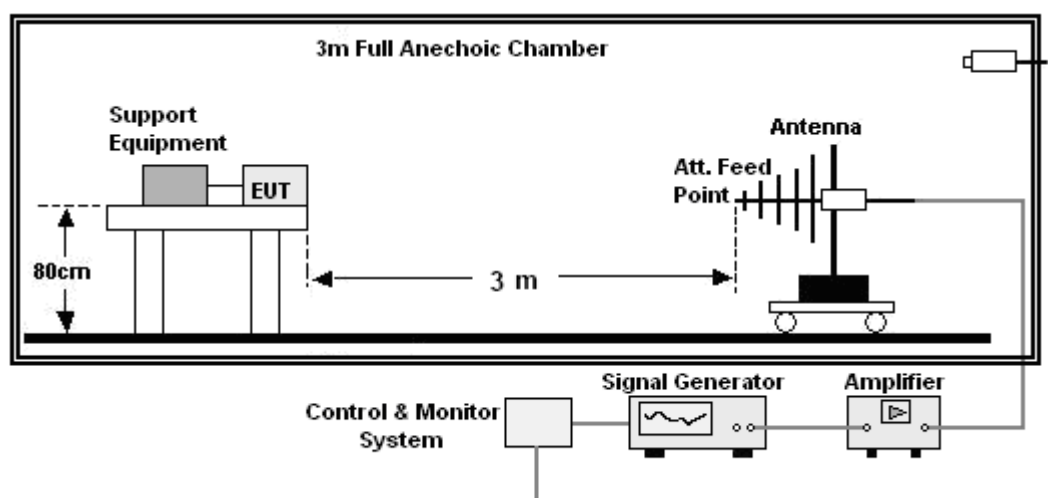 3m Full Anechoic Chamber
Support
Equipment
EUT
80cm
3 m
Antenna
Att. Feed
Point
Signal Generator
Amplifier
Control & Monitor
System